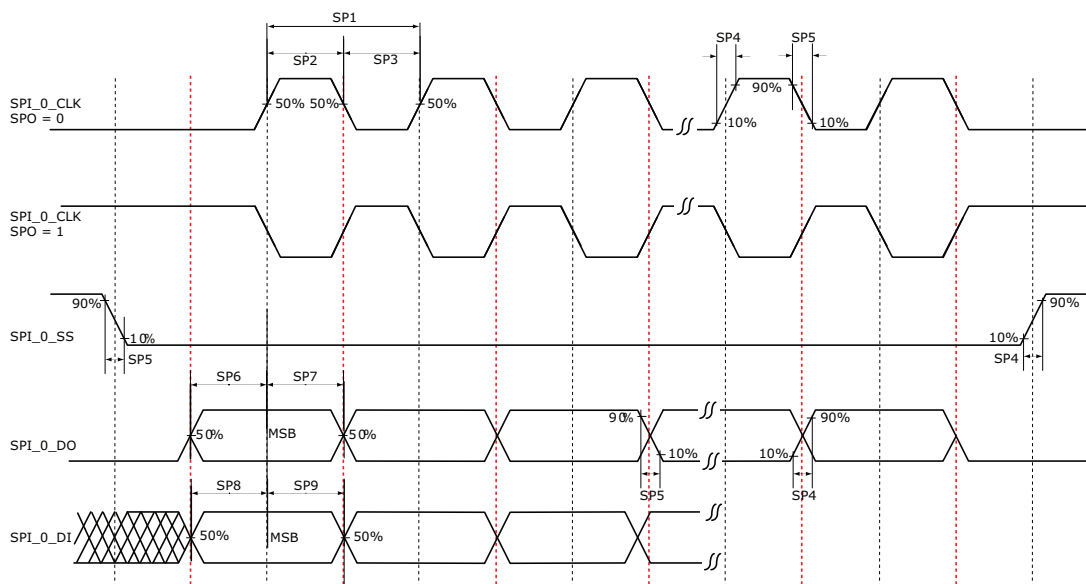 SP1
SP2
SP3
SP4
SP5
SPI_0_CLK
SPO = 0
50%
50%
50%
90%
10%
10%
SPI_0_CLK
SPO = 1
90%
90%
SPI_0_SS
10%
10%
SP5
SP4
SP6
SP7
90%
90%
SPI_0_DO
50%
MSB
50%
10%
10%
SP5
SP4
SP8
SP9
SPI_0_DI
50%
MSB
50%